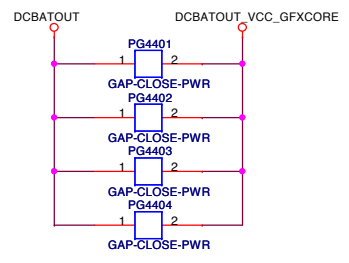 DCBATOUT DCBATOUT_VCC_GFXCORE
PG4401
1 2
GAP-CLOSE-PWR
PG4402
1 2
GAP-CLOSE-PWR
PG4403
1 2
GAP-CLOSE-PWR
PG4404
1 2
GAP-CLOSE-PWR